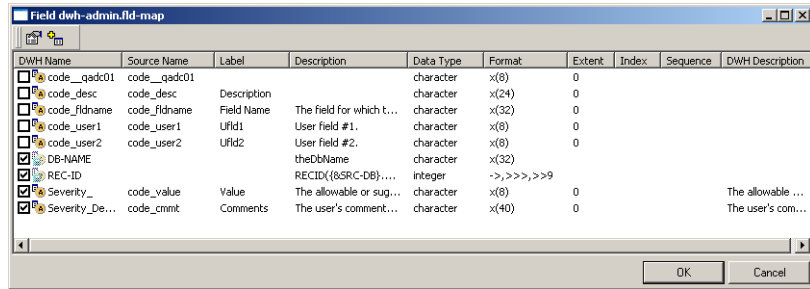 Field dwh-admin.fld-map
DWH Name Source Name Label Description Data Type Format Extent Index Sequence DWH Description
code__qadc01 code__qadc01 character x(8) 0
code_desc code_desc Description character x(24) 0
code_fldname code_fldname Field Name The field for which t... character x(32) 0
code_user1 code_user1 Ufld1 User field #1. character x(8) 0
code_user2 code_user2 Ufld2 User field #2. character x(8) 0
DB-NAME theDbName character x(32)
REC-ID RECID({&SRC-DB}.... integer ->,>>>,>>9
Severity_ code_value Value The allowable or sug... character x(8) 0 The allowable ...
Severity_De... code_cmmt Comments The user's comment... character x(40) 0 The user's com...
OK Cancel